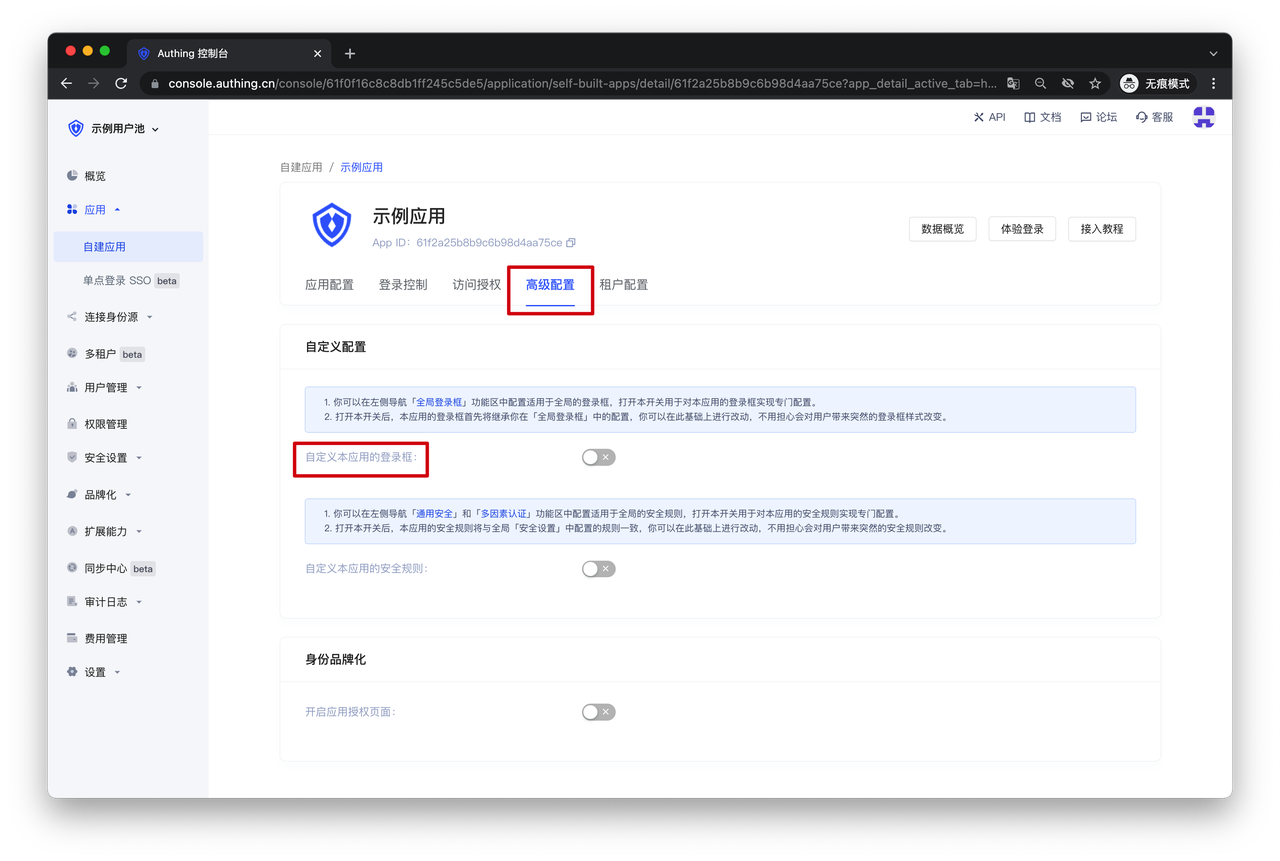 Authing 控制台
console.authing.cn/console/61f0f16c8c8db1ff245c5de5/application/self-built-apps/detail/61f2a25b8b9c6b98d4aa75ce?app_detail_active_tab=h...
无痕模式
示例用户池
API
文档
论坛
客服
概览
应用
自建应用
单点登录 SSO beta
连接身份源
多租户 beta
用户管理
权限管理
安全设置
品牌化
扩展能力
同步中心 beta
审计日志
费用管理
设置
自建应用 / 示例应用
示例应用
App ID: 61f2a25b8b9c6b98d4aa75ce
数据概览
体验登录
接入教程
应用配置
登录控制
访问授权
高级配置
租户配置
自定义配置
1. 你可以在左侧导航「全局登录框」功能区中配置适用于全局的登录框，打开本开关用于对本应用的登录框实现专门配置。
2. 打开本开关后，本应用的登录框首先将继承你在「全局登录框」中的配置，你可以在此基础上进行改动，不用担心会对用户带来突然的登录框样式改变。
自定义本应用的登录框:
1. 你可以在左侧导航「通用安全」和「多因素认证」功能区中配置适用于全局的安全规则，打开本开关用于对本应用的安全规则实现专门配置。
2. 打开本开关后，本应用的安全规则将与全局「安全设置」中配置的规则一致，你可以在此基础上进行改动，不用担心会对用户带来突然的安全规则改变。
自定义本应用的安全规则:
身份品牌化
开启应用授权页面: